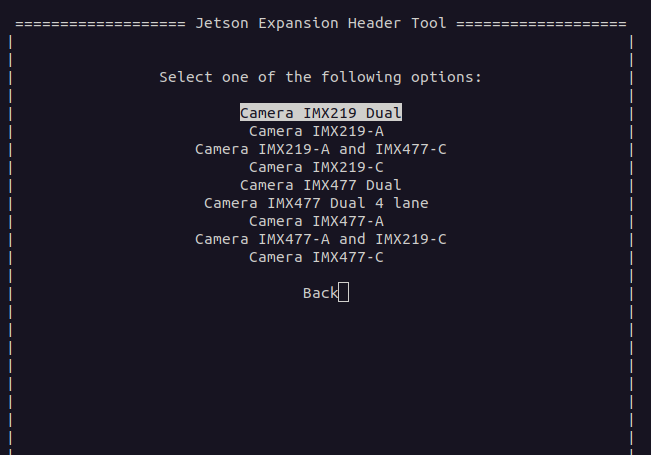 =================== Jetson Expansion Header Tool ===================
Select one of the following options:
Camera IMX219 Dual
Camera IMX219-A
Camera IMX219-A and IMX477-C
Camera IMX219-C
Camera IMX477 Dual
Camera IMX477 Dual 4 lane
Camera IMX477-A
Camera IMX477-A and IMX219-C
Camera IMX477-C
Back